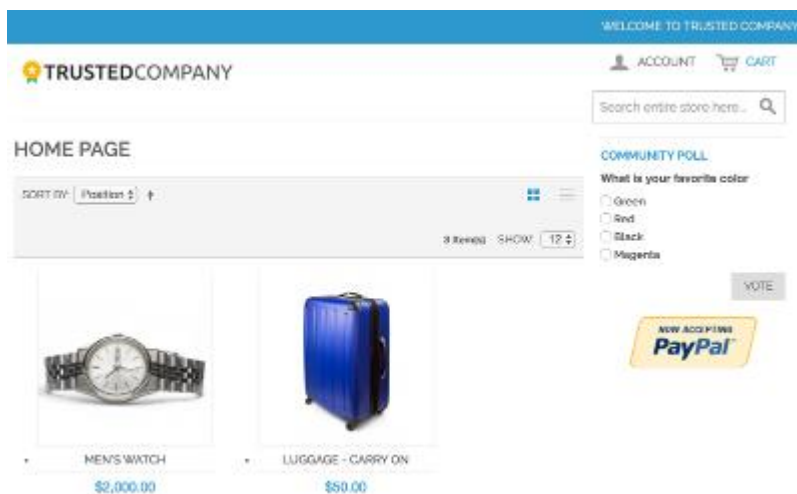 WELCOME TO TRUSTED COMPANY
TRUSTEDCOMPANY
ACCOUNT
CART
Search entire store here...
HOME PAGE
COMMUNITY POLL
What is your favorite color
SORT BY Position
Green
Red
Black
Magenta
3 Item(s) SHOW 12
VOTE
NOW ACCEPTING
PayPal
MEN'S WATCH
LUGGAGE - CARRY ON
$2,000.00
$50.00